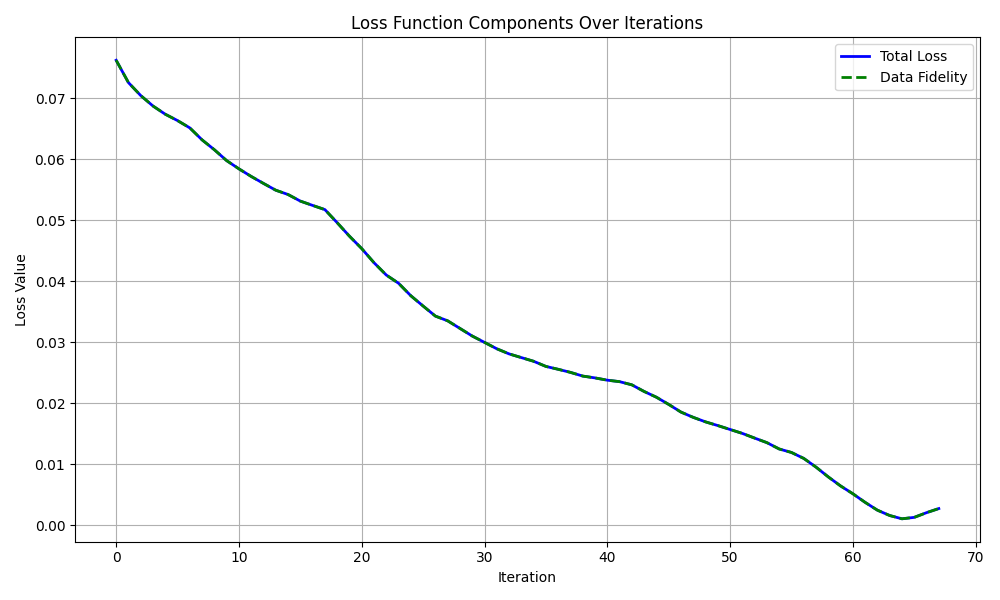 Loss Function Components Over Iterations
Total Loss
Data Fidelity
Loss Value
0.07
0.06
0.05
0.04
0.03
0.02
0.01
0.00
0 10 20 30 40 50 60 70
Iteration